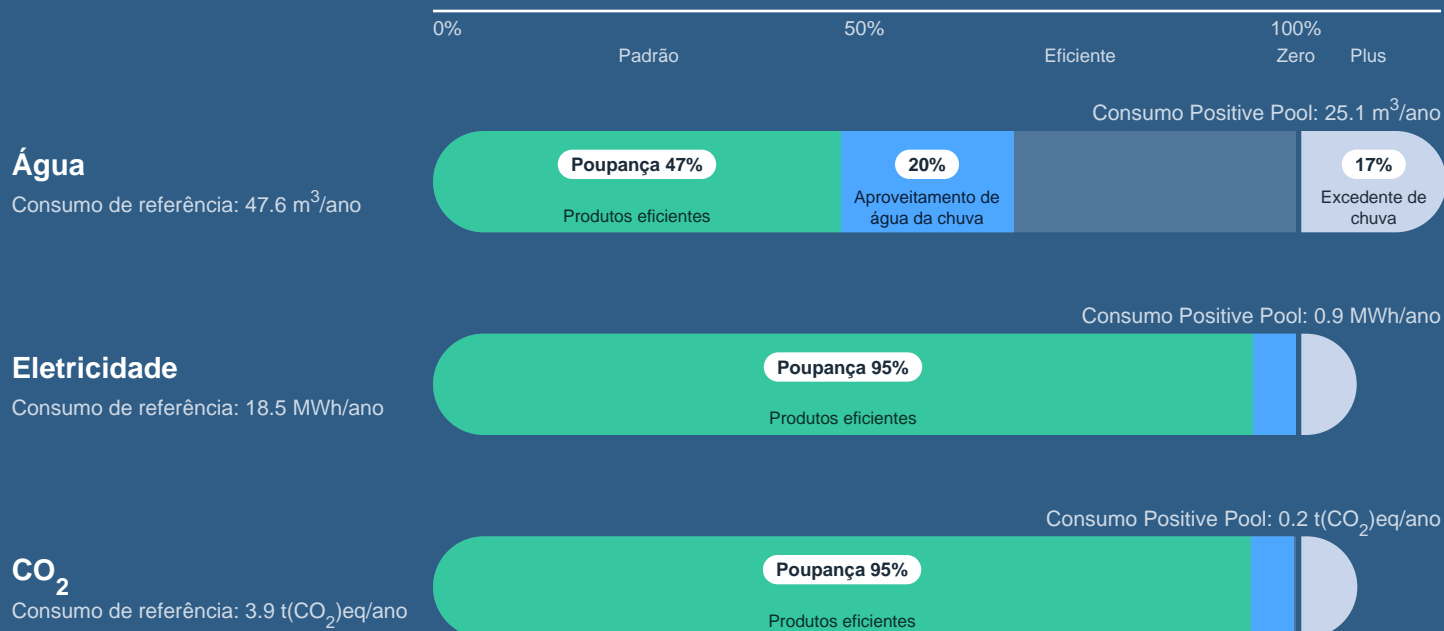 0% 50% 100%
Padrão Eficiente Zero Plus
Consumo Positive Pool: 25.1 m³/ano
Água
Consumo de referência: 47.6 m³/ano
Poupança 47%
Produtos eficientes
20%
Aproveitamento de
água da chuva
17%
Excedente de
chuva
Consumo Positive Pool: 0.9 MWh/ano
Eletricidade
Consumo de referência: 18.5 MWh/ano
Poupança 95%
Produtos eficientes
Consumo Positive Pool: 0.2 t(CO₂)eq/ano
CO₂
Consumo de referência: 3.9 t(CO₂)eq/ano
Poupança 95%
Produtos eficientes